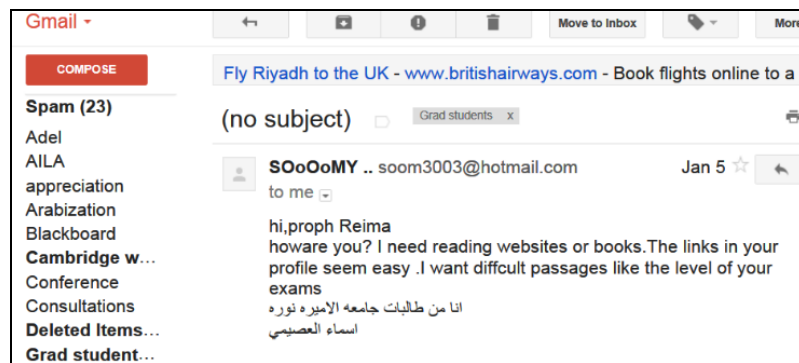 Gmail
Move to Inbox
More
COMPOSE
Fly Riyadh to the UK - www.britishairways.com - Book flights online to a
Spam (23)
(no subject)
Grad students x
Adel
AILA
SOoOoMY .. soom3003@hotmail.com Jan 5
appreciation
to me
Arabization
Blackboard
Cambridge w...
Conference
Consultations
Deleted Items...
Grad student...
hi,proph Reima
howare you? I need reading websites or books.The links in your
profile seem easy .I want diffcult passages like the level of your
exams
انا من طالبات جامعه الاميره نوره
اسماء العصيمي